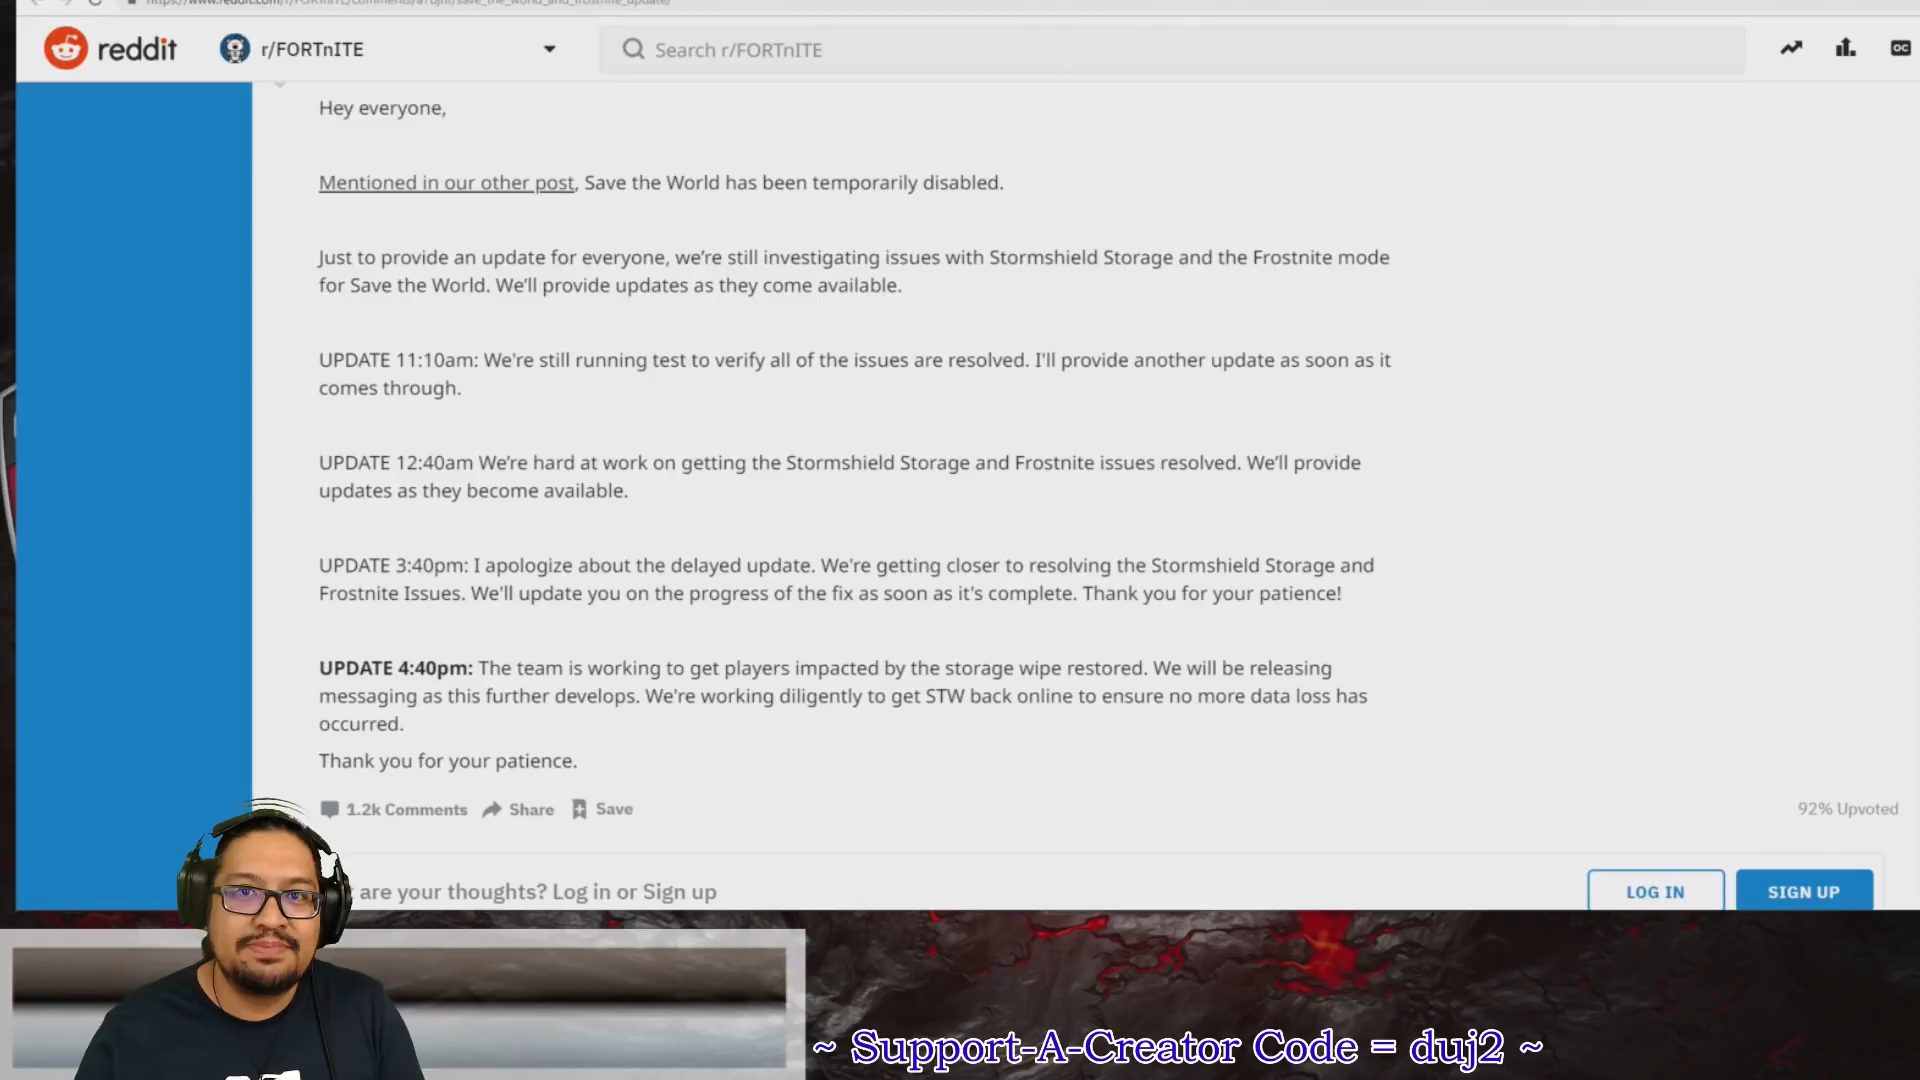 reddit r/FORTnITE Search r/FORTnITE
Hey everyone,
Mentioned in our other post, Save the World has been temporarily disabled.
Just to provide an update for everyone, we're still investigating issues with Stormshield Storage and the Frostnite mode
for Save the World. We'll provide updates as they come available.
UPDATE 11:10am: We're still running test to verify all of the issues are resolved. I'll provide another update as soon as it
comes through.
UPDATE 12:40am We're hard at work on getting the Stormshield Storage and Frostnite issues resolved. We'll provide
updates as they become available.
UPDATE 3:40pm: I apologize about the delayed update. We're getting closer to resolving the Stormshield Storage and
Frostnite Issues. We'll update you on the progress of the fix as soon as it's complete. Thank you for your patience!
UPDATE 4:40pm: The team is working to get players impacted by the storage wipe restored. We will be releasing
messaging as this further develops. We're working diligently to get STW back online to ensure no more data loss has
occurred.
Thank you for your patience.
1.2k Comments Share Save 92% Upvoted
are your thoughts? Log in or Sign up LOG IN SIGN UP
~ Support-A-Creator Code = duj2 ~